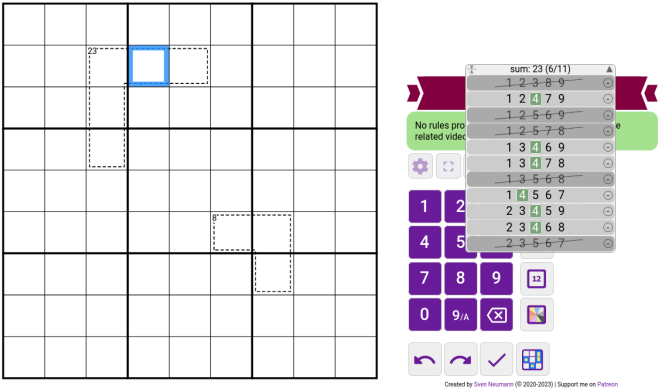 23
8
sum: 23 (6/11)
1 2 3 8 9
1 2 4 7 9
1 2 5 6 9
1 2 5 7 8
1 3 4 6 9
1 3 4 7 8
1 3 5 6 8
1 4 5 6 7
2 3 4 5 9
2 3 4 6 8
2 3 5 6 7
No rules pro e
related video
1 2
4 5
7 8 9
12
0 9/A
Created by Sven Neumann (© 2020-2023) | Support me on Patreon